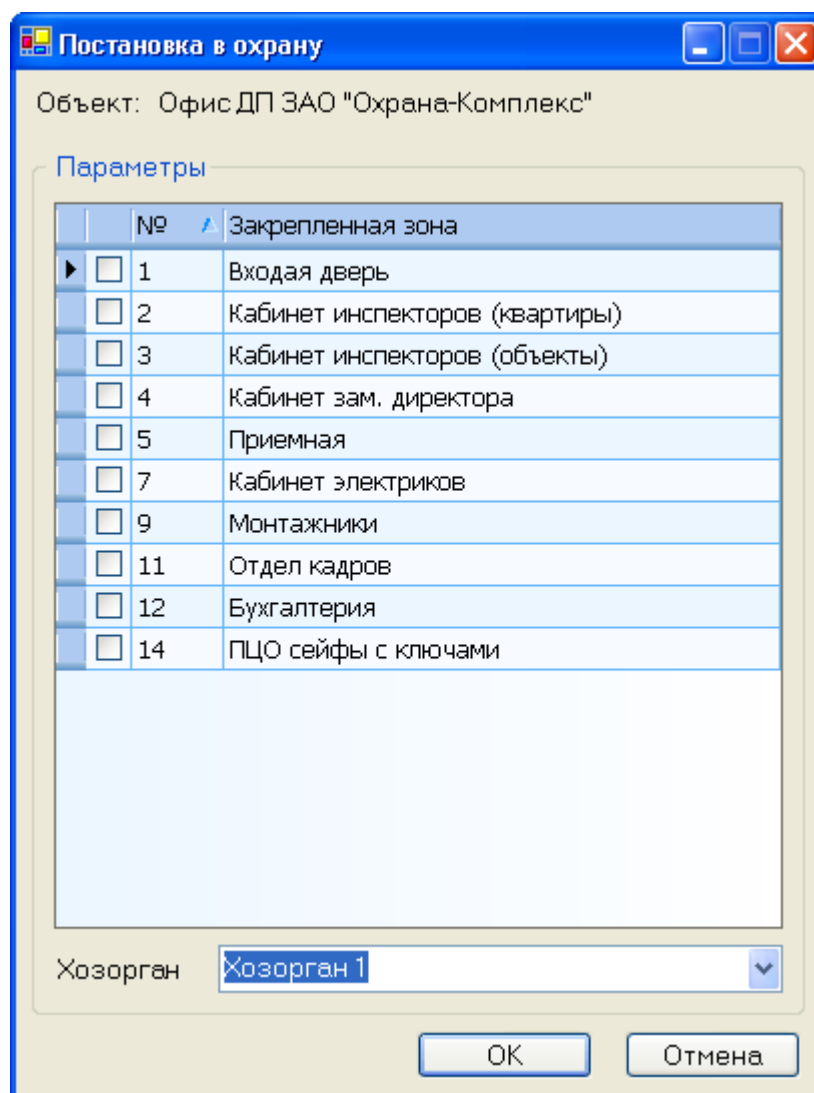 Постановка в охрану
Объект: Офис ДП ЗАО "Охрана-Комплекс"
Параметры
№ Закрепленная зона
1 Входая дверь
2 Кабинет инспекторов (квартиры)
3 Кабинет инспекторов (объекты)
4 Кабинет зам. директора
5 Приемная
7 Кабинет электриков
9 Монтажники
11 Отдел кадров
12 Бухгалтерия
14 ПЦО сейфы с ключами
Хозорган Хозорган 1
OK Отмена